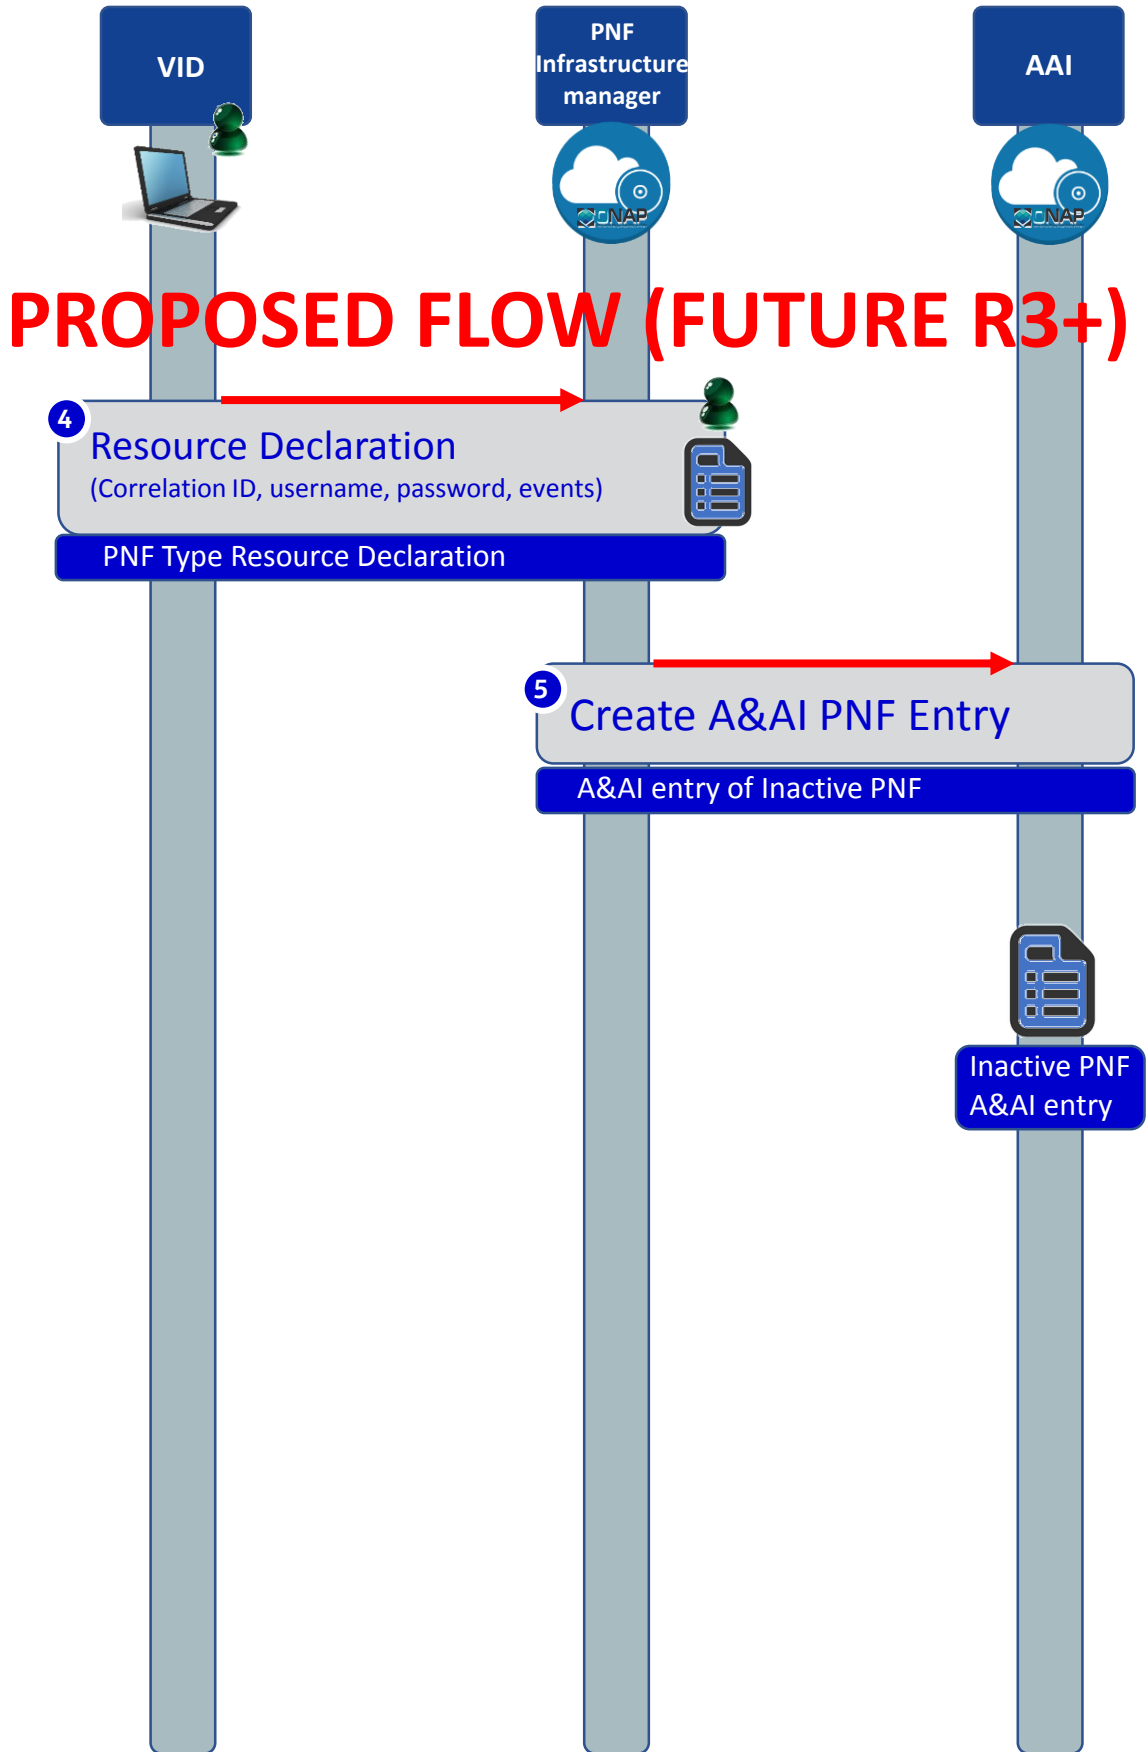 VID
PNF
Infrastructure
manager
AAI
ONAP
ONAP
PROPOSED FLOW (FUTURE R3+)
4
Resource Declaration
(Correlation ID, username, password, events)
PNF Type Resource Declaration
5
Create A&AI PNF Entry
A&AI entry of Inactive PNF
Inactive PNF
A&AI entry